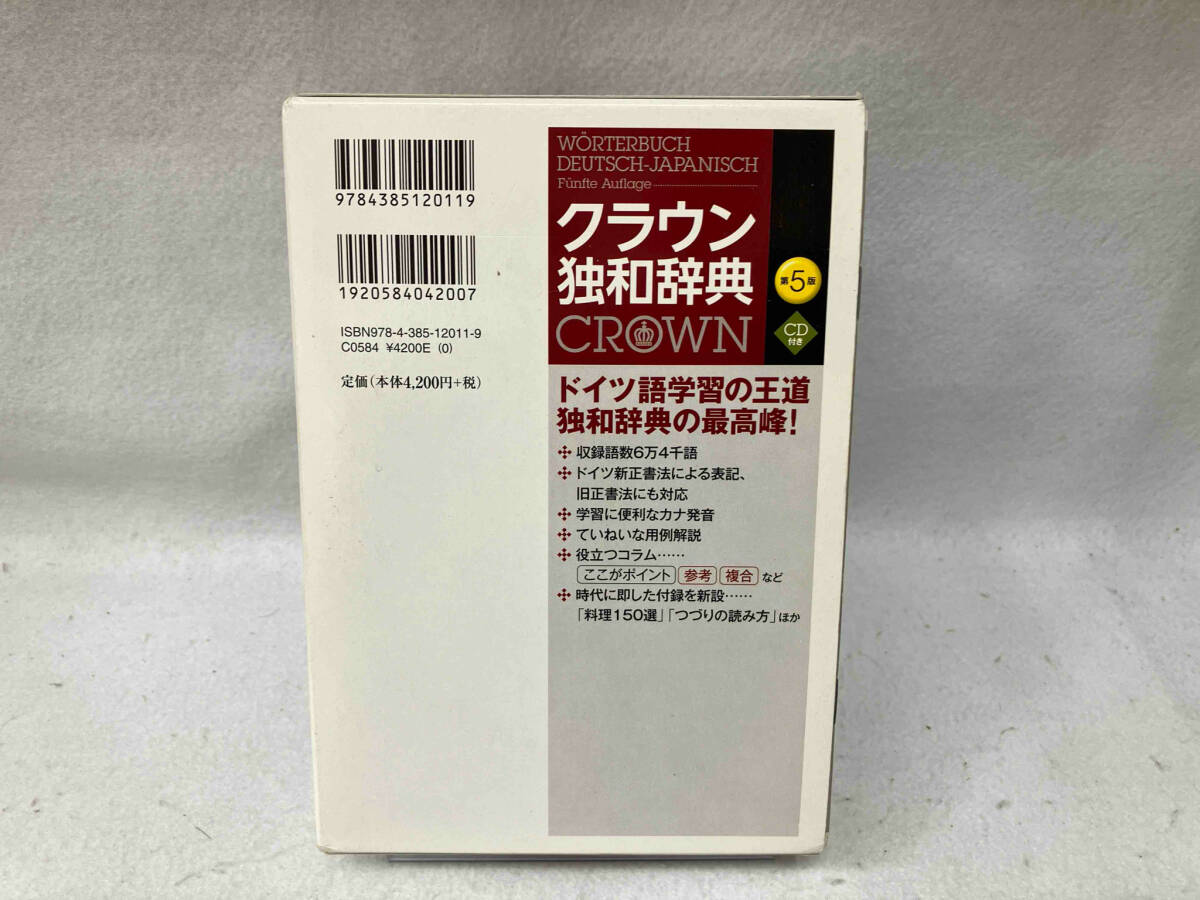 9784385120119
1920584042007
ISBN978-4-385-12011-9
C0584 ¥4200E (0)
定価(本体4,200円+税)
WÖRTERBUCH
DEUTSCH-JAPANISCH
Fünfte Auflage
クラウン
独和辞典
CROWN
第5版
CD
付き
ドイツ語学習の王道
独和辞典の最高峰!
収録語数6万4千語
ドイツ新正書法による表記、
旧正書法にも対応
学習に便利なカナ発音
ていねいな用例解説
役立つコラム……
ここがポイント 参考 複合 など
時代に即した付録を新設……
「料理150選」「つづりの読み方」ほか